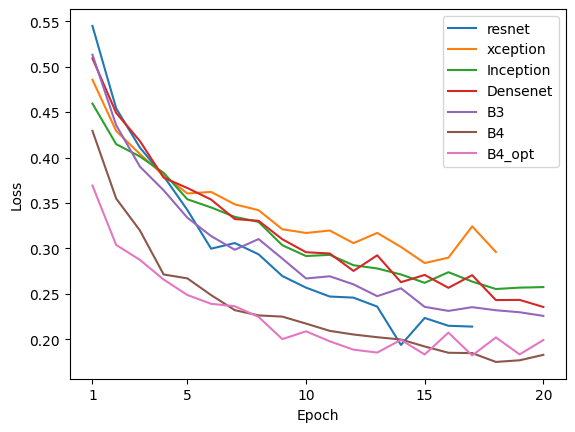 0.55
0.50
0.45
0.40
0.35
0.30
0.25
0.20
Loss
1
5
10
15
20
Epoch
resnet
xception
Inception
Densenet
B3
B4
B4_opt